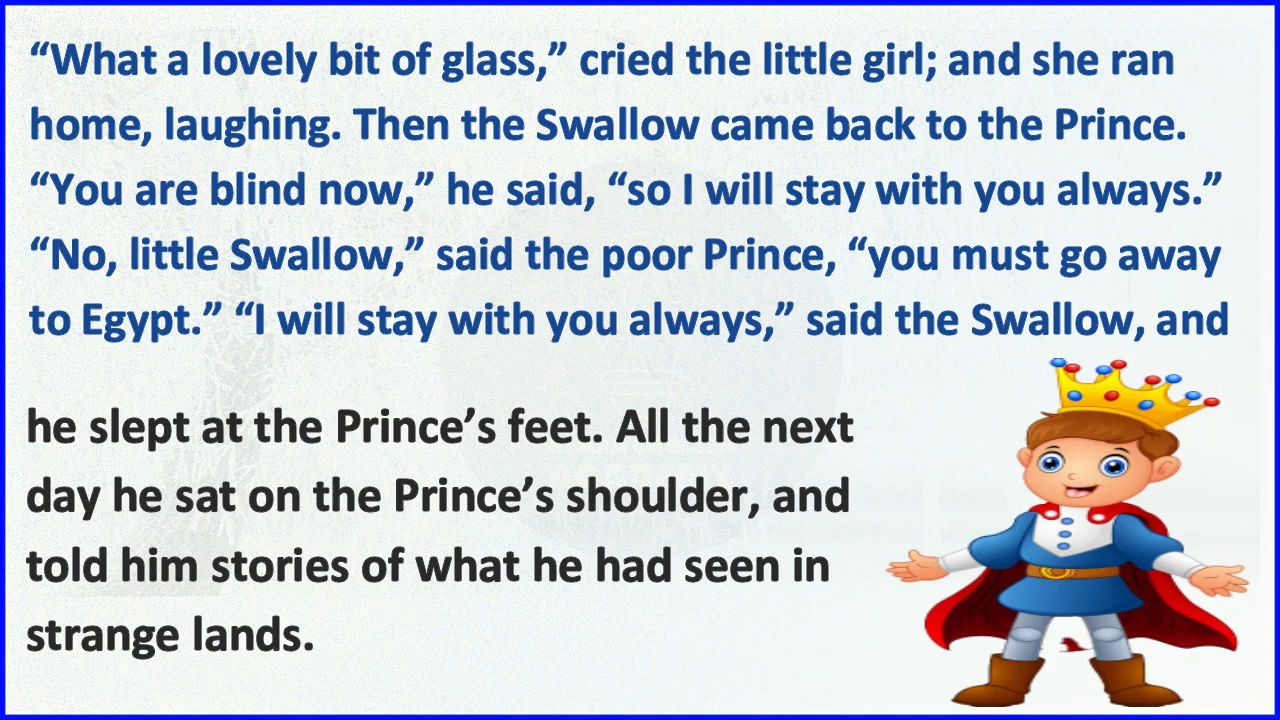 “What a lovely bit of glass,” cried the little girl; and she ran
home, laughing. Then the Swallow came back to the Prince.
“You are blind now,” he said, “so I will stay with you always.”
“No, little Swallow,” said the poor Prince, “you must go away
to Egypt.” “I will stay with you always,” said the Swallow, and
he slept at the Prince’s feet. All the next
day he sat on the Prince’s shoulder, and
told him stories of what he had seen in
strange lands.